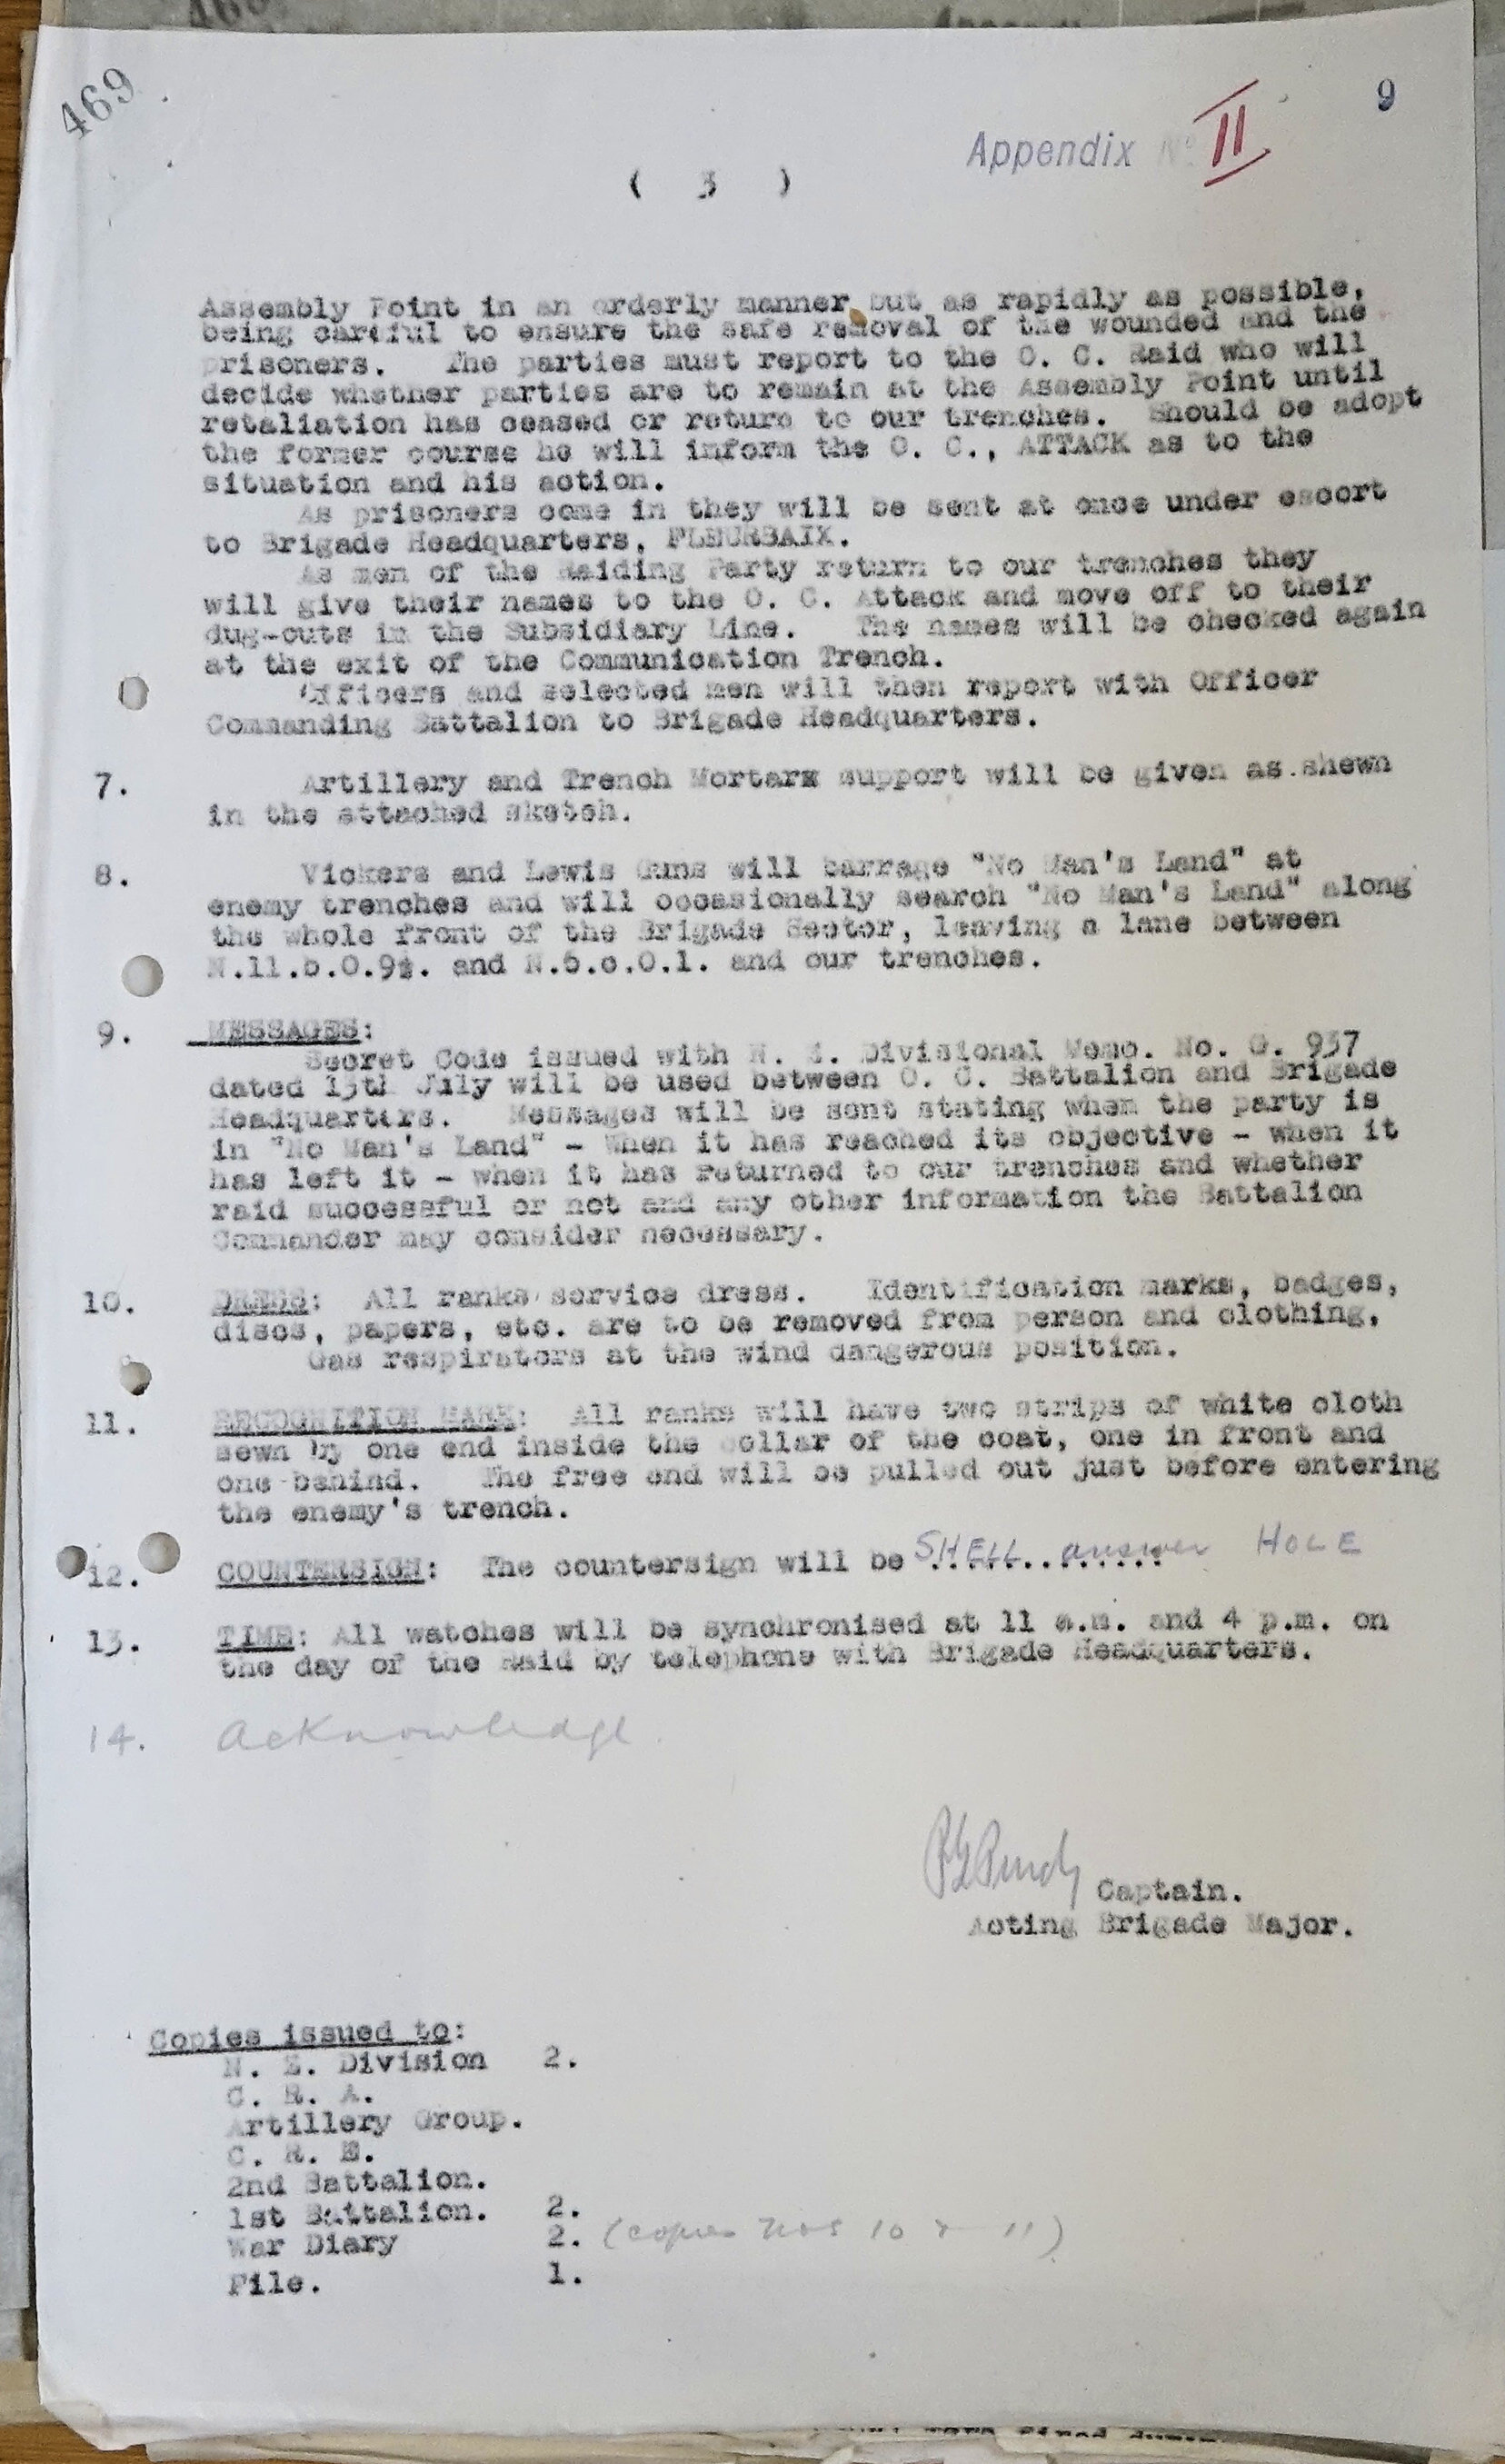 469
9
Appendix No II
( 3 )
Assembly Point in an orderly manner but as rapidly as possible,
being careful to ensure the safe removal of the wounded and the
prisoners. The parties must report to the O. C. Raid who will
decide whether parties are to remain at the Assembly Point until
retaliation has ceased or return to our trenches. Should be adopt
the former course he will inform the O. C., ATTACK as to the
situation and his action.
As prisoners come in they will be sent at once under escort
to Brigade Headquarters, FLEURBAIX.
As men of the Raiding Party return to our trenches they
will give their names to the O. C. Attack and move off to their
dug-outs in the Subsidiary Line. The names will be checked again
at the exit of the Communication Trench.
Officers and selected men will then report with Officer
Commanding Battalion to Brigade Headquarters.
7. Artillery and Trench Mortars support will be given as shewn
in the attached sketch.
8. Vickers and Lewis Guns will barrage "No Man's Land" at
enemy trenches and will occasionally search "No Man's Land" along
the whole front of the Brigade Sector, leaving a lane between
N.11.b.0.9½. and N.6.c.0.1. and our trenches.
9. MESSAGES:
Secret Code issued with N. Z. Divisional Memo. No. G. 937
dated 13th July will be used between O. C. Battalion and Brigade
Headquarters. Messages will be sent stating when the party is
in "No Man's Land" - When it has reached its objective - when it
has left it - when it has returned to our trenches and whether
raid successful or not and any other information the Battalion
Commander may consider necessary.
10. DRESS: All ranks service dress. Identification marks, badges,
discs, papers, etc. are to be removed from person and clothing.
Gas respirators at the wind dangerous position.
11. RECOGNITION MARK: All ranks will have two strips of white cloth
sewn by one end inside the collar of the coat, one in front and
one behind. The free end will be pulled out just before entering
the enemy's trench.
12. COUNTERSIGN: The countersign will be SHELL answer HOLE
13. TIME: All watches will be synchronised at 11 a.m. and 4 p.m. on
the day of the Raid by telephone with Brigade Headquarters.
14. Acknowledge.
Captain.
Acting Brigade Major.
Copies issued to:
N. Z. Division 2.
C. R. A.
Artillery Group.
C. R. E.
2nd Battalion.
1st Battalion. 2.
War Diary 2. (copies Nos 10 & 11)
File. 1.